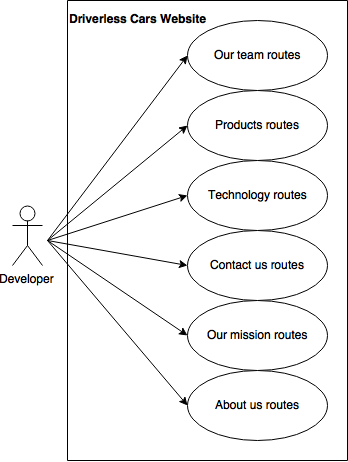 Driverless Cars Website
Our team routes
Products routes
Technology routes
Developer
Contact us routes
Our mission routes
About us routes